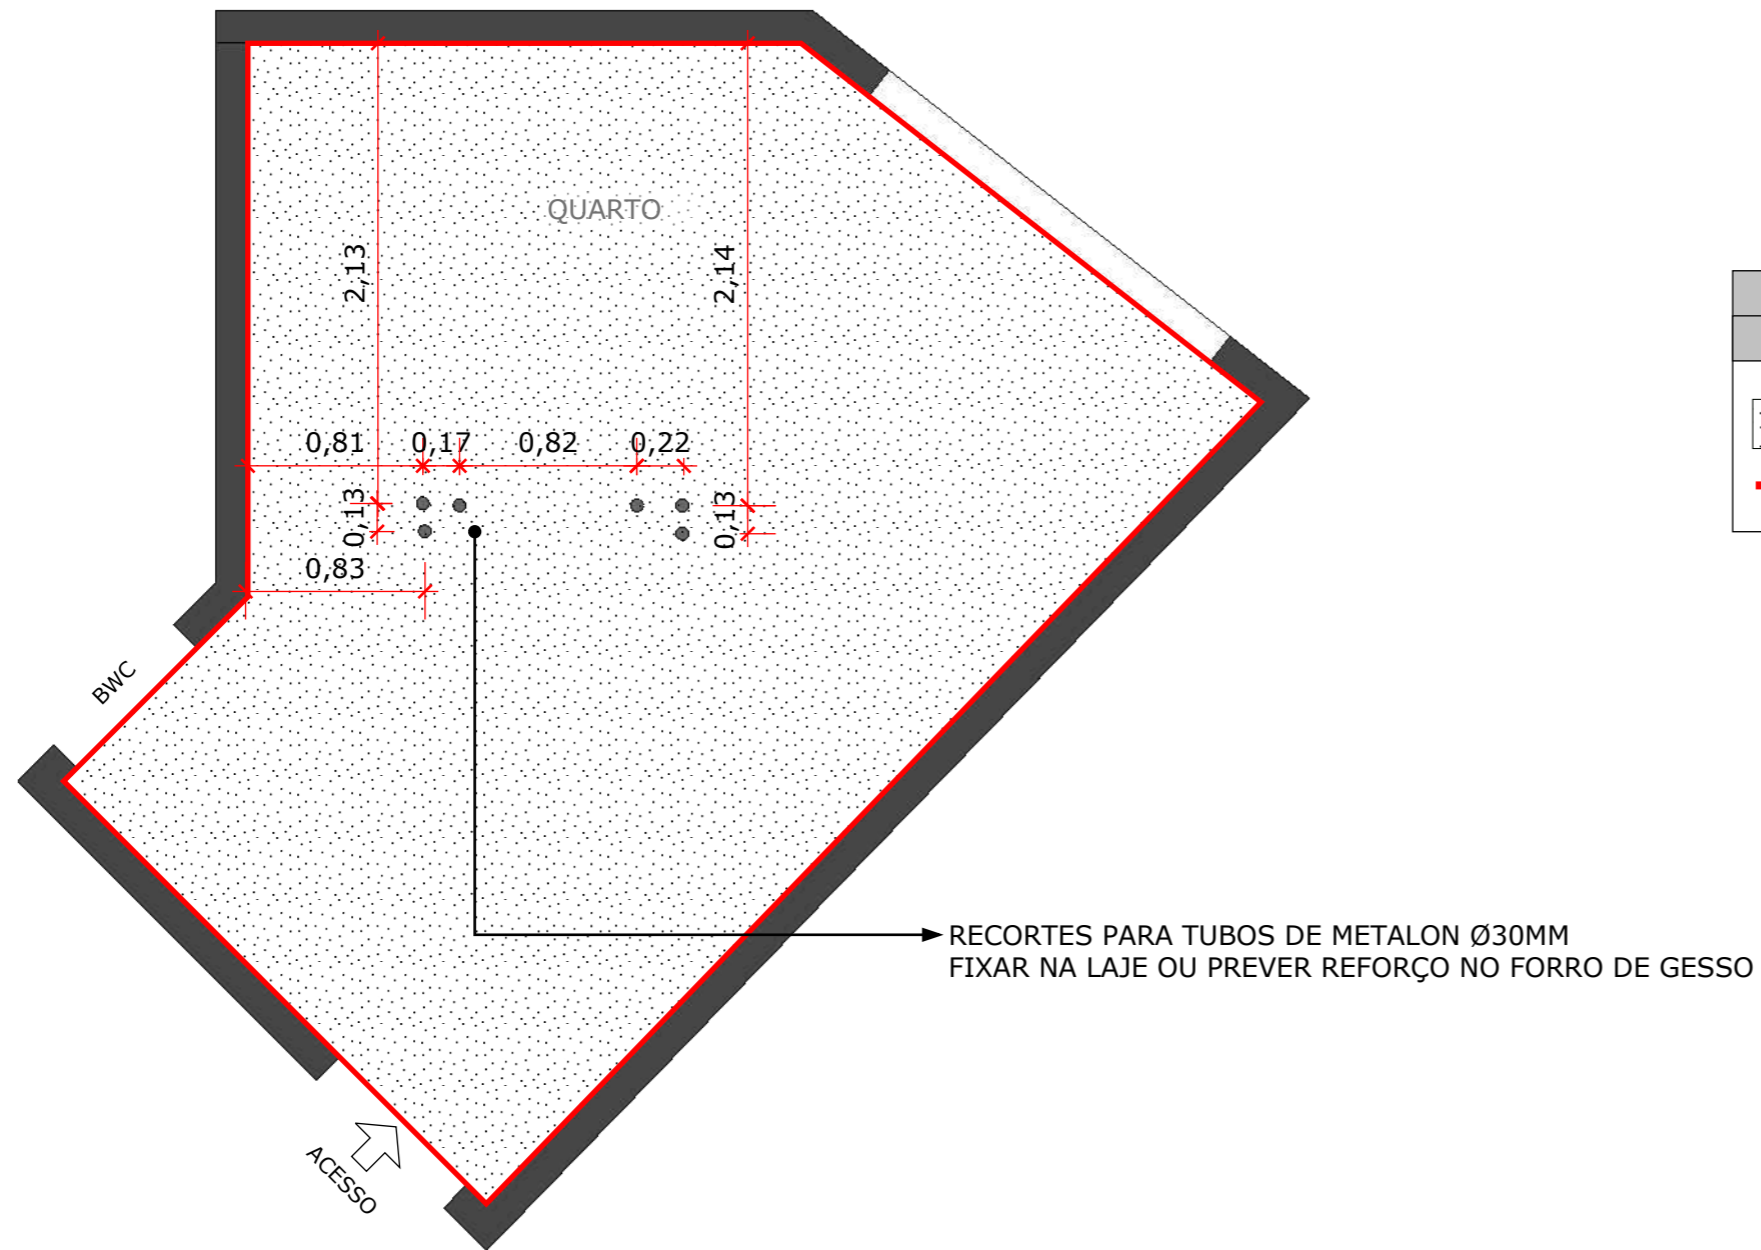 QUARTO
2,13
2,14
0,81
0,17
0,82
0,22
0,13
0,13
0,83
BWC
RECORTES PARA TUBOS DE METALON Ø30MM
FIXAR NA LAJE OU PREVER REFORÇO NO FORRO DE GESSO
ACESSO